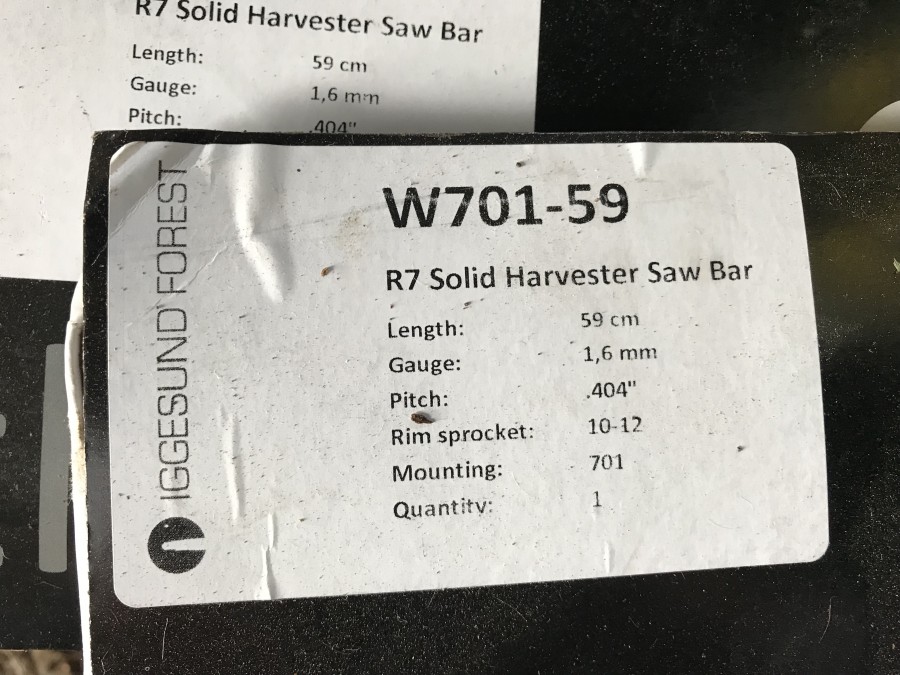 R7 Solid Harvester Saw Bar
Length: 59 cm
Gauge: 1,6 mm
Pitch: .404"
IGGESUND FOREST
W701-59
R7 Solid Harvester Saw Bar
Length: 59 cm
Gauge: 1,6 mm
Pitch: .404"
Rim sprocket: 10-12
Mounting: 701
Quantity: 1